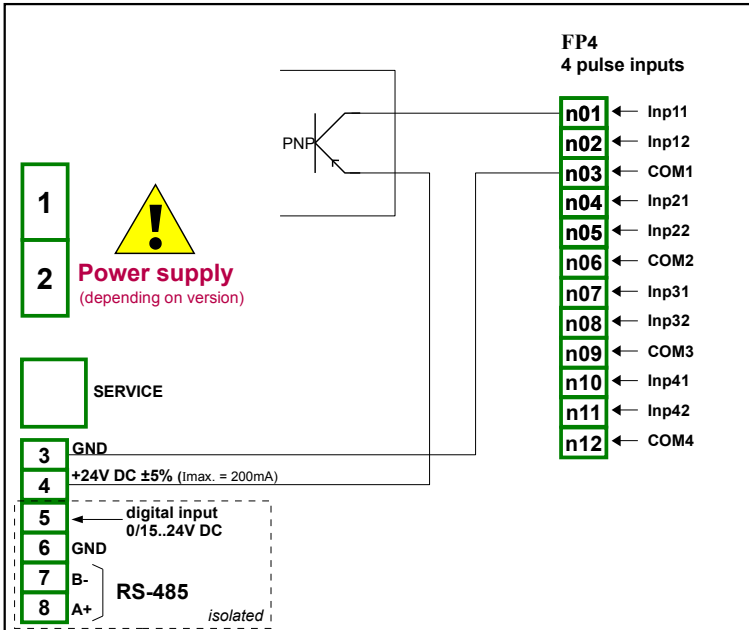 FP4
4 pulse inputs
n01 Inp11
PNP
n02 Inp12
n03 COM1
1
n04 Inp21
n05 Inp22
2
Power supply
(depending on version)
n06 COM2
n07 Inp31
n08 Inp32
n09 COM3
SERVICE
n10 Inp41
n11 Inp42
n12 COM4
3 GND
4 +24V DC ±5% (Imax. = 200mA)
5 digital input
0/15..24V DC
6 GND
7 B-
RS-485
8 A+
isolated